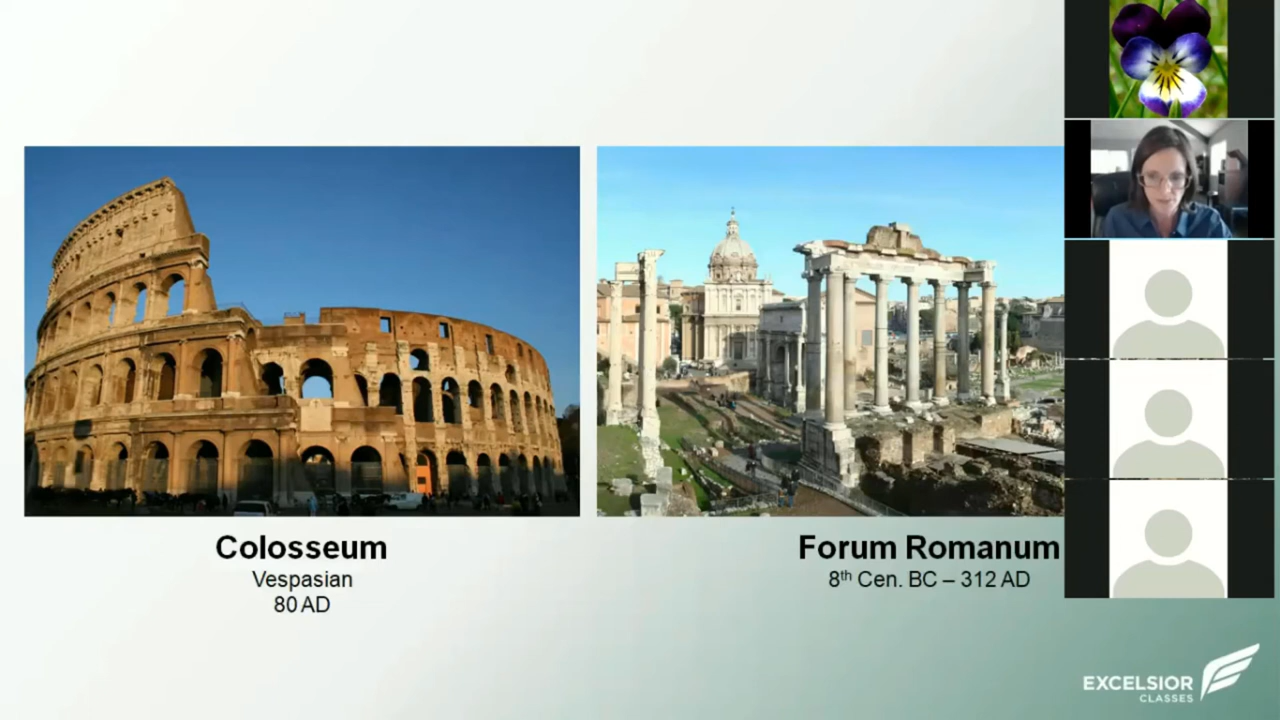 Colosseum
Vespasian
80 AD
Forum Romanum
8th Cen. BC – 312 AD
EXCELSIOR
CLASSES